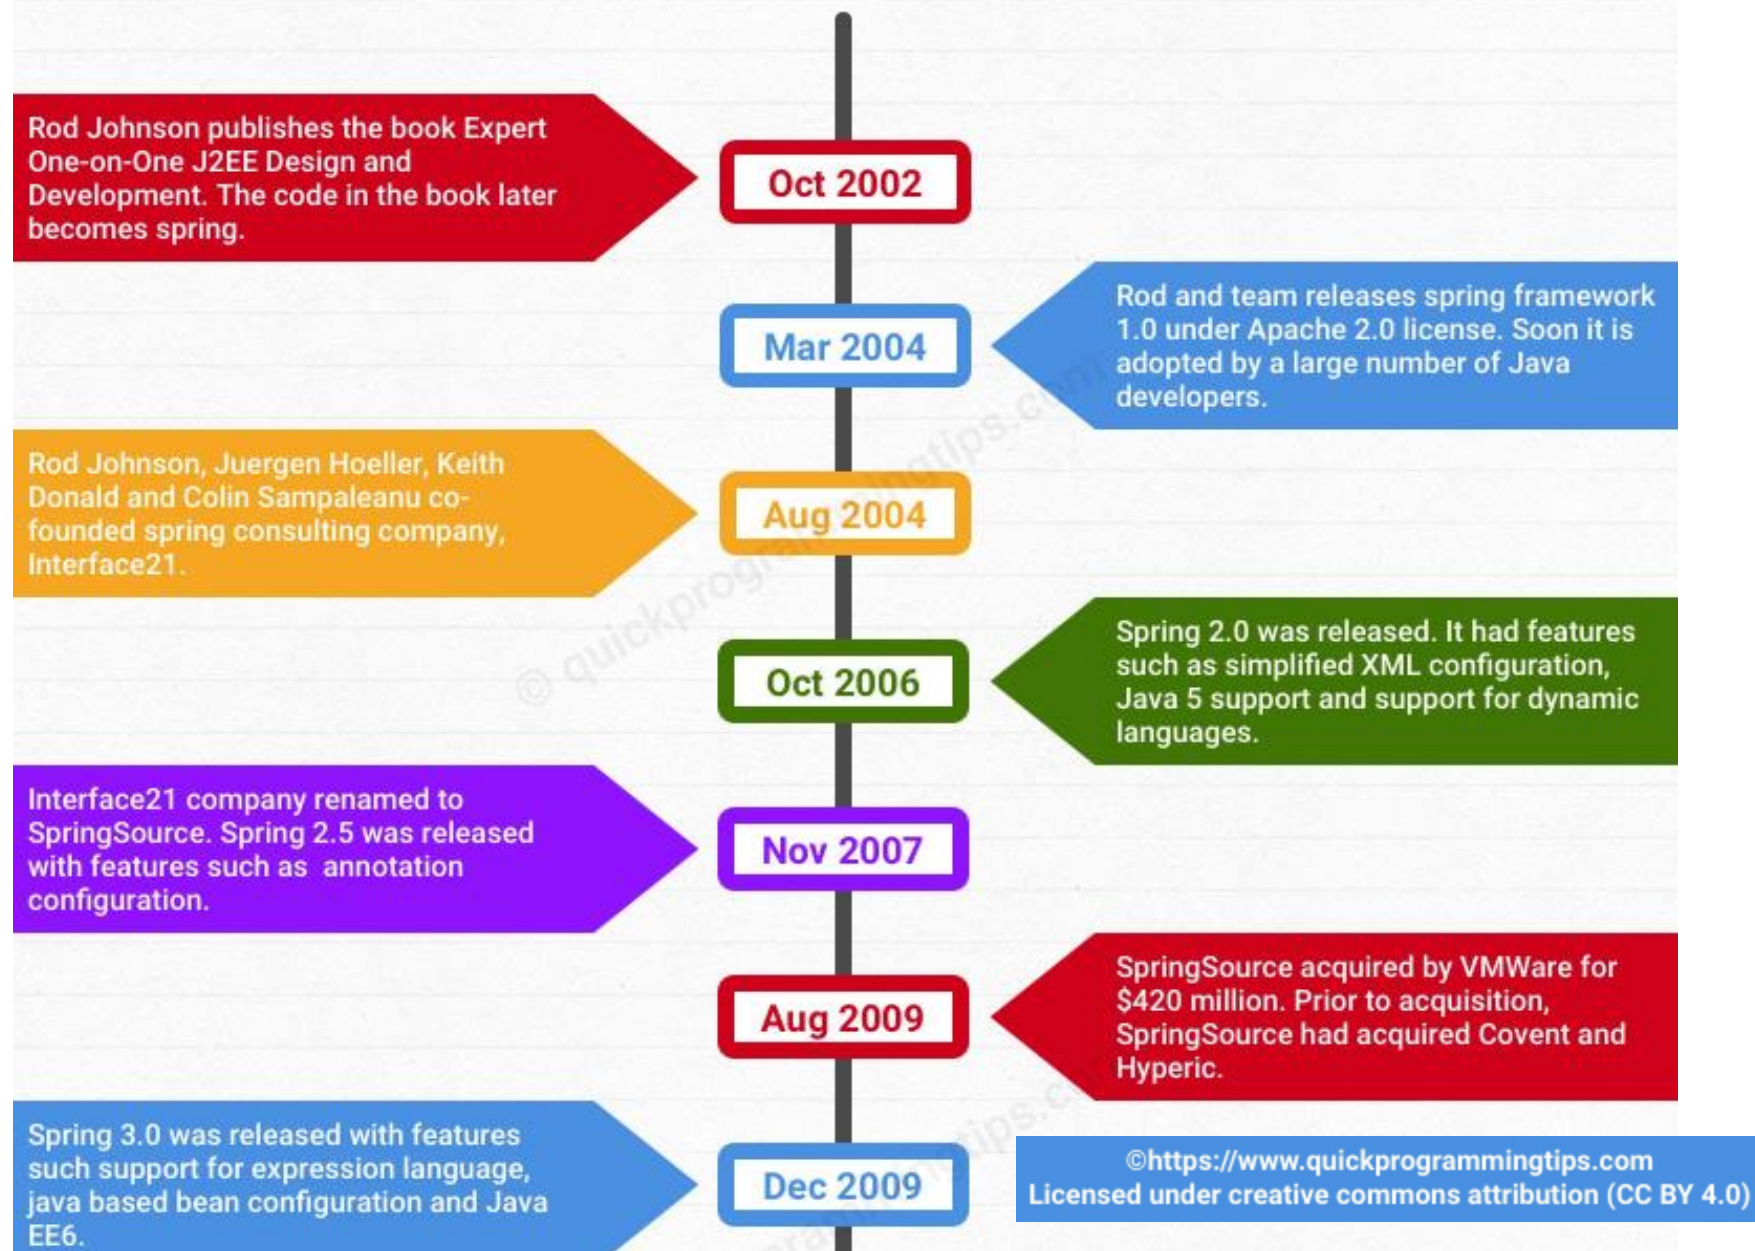 Rod Johnson publishes the book Expert
One-on-One J2EE Design and
Development. The code in the book later
becomes spring.
Oct 2002
Rod and team releases spring framework
1.0 under Apache 2.0 license. Soon it is
adopted by a large number of Java
developers.
Mar 2004
Rod Johnson, Juergen Hoeller, Keith
Donald and Colin Sampaleanu co-
founded spring consulting company,
Interface21.
Aug 2004
Spring 2.0 was released. It had features
such as simplified XML configuration,
Java 5 support and support for dynamic
languages.
Oct 2006
Interface21 company renamed to
SpringSource. Spring 2.5 was released
with features such as  annotation
configuration.
Nov 2007
SpringSource acquired by VMWare for
$420 million. Prior to acquisition,
SpringSource had acquired Covent and
Hyperic.
Aug 2009
Spring 3.0 was released with features
such support for expression language,
java based bean configuration and Java
EE6.
Dec 2009
©https://www.quickprogrammingtips.com
Licensed under creative commons attribution (CC BY 4.0)
© quickprogrammingtips.com